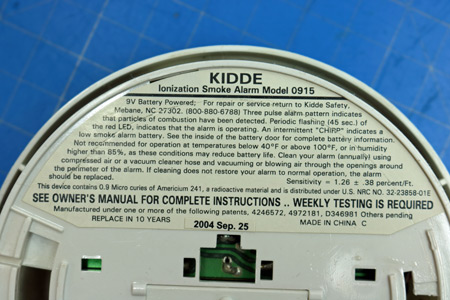 KIDDE
Ionization Smoke Alarm Model 0915
9V Battery Powered; For repair or service return to Kidde Safety,
Mebane, NC 27302. (800-880-6788) Three pulse alarm pattern indicates
that particles of combustion have been detected. Periodic flashing (45 sec.) of
the red LED, indicates that the alarm is operating. An intermittent "CHIRP" indicates a
low smoke alarm battery. See the inside of the battery door for complete battery information.
Not recommended for operation at temperatures below 40°F or above 100°F. or in humidity
higher than 85%, as these conditions may reduce battery life. Clean your alarm (annually) using
compressed air or a vacuum cleaner hose and vacuuming or blowing air through the openings around
the perimeter of the alarm. If cleaning does not restore your alarm to normal operation, the alarm
should be replaced. Sensitivity = 1.26 ± .38 percent/Ft.
This device contains 0.9 Micro curies of Americium 241, a radioactive material and is distributed under U.S. NRC NO. 32-23858-01E
SEE OWNER'S MANUAL FOR COMPLETE INSTRUCTIONS .. WEEKLY TESTING IS REQUIRED
Manufactured under one or more of the following patents, 4246572, 4972181, D346981 Others pending
REPLACE IN 10 YEARS 2004 Sep. 25 MADE IN CHINA C